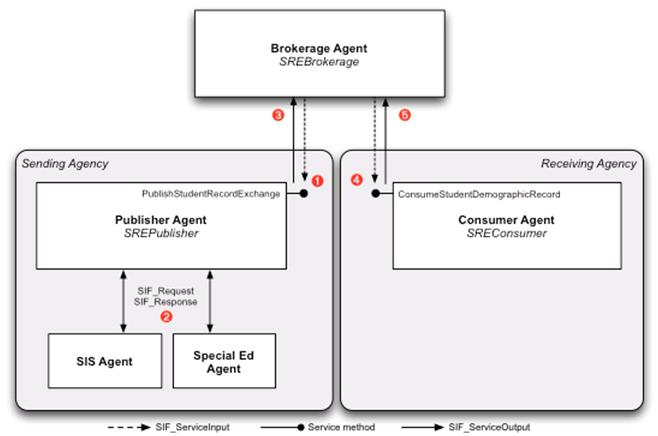 Brokerage Agent
SREBrokerage
3
5
Sending Agency
Receiving Agency
1
4
PublishStudentRecordExchange
ConsumeStudentDemographicRecord
Publisher Agent
SREPublisher
Consumer Agent
SREConsumer
SIF_Request
SIF_Response
2
SIS Agent
Special Ed
Agent
SIF_ServiceInput
Service method
SIF_ServiceOutput